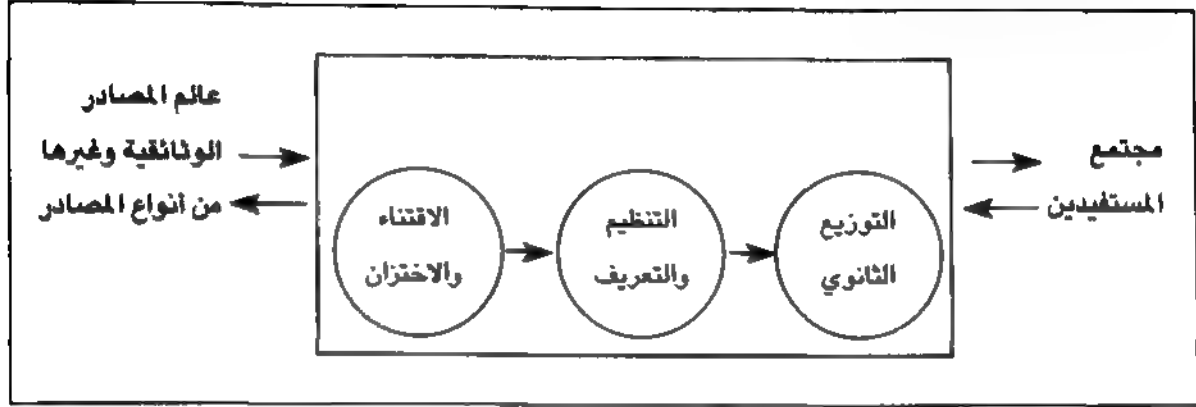 عالم المصادر
الوثائقية وغيرها
من أنواع المصادر
الاقتناء
والاختزان
التنظيم
والتعريف
التوزيع
الثانوي
مجتمع
المستفيدين